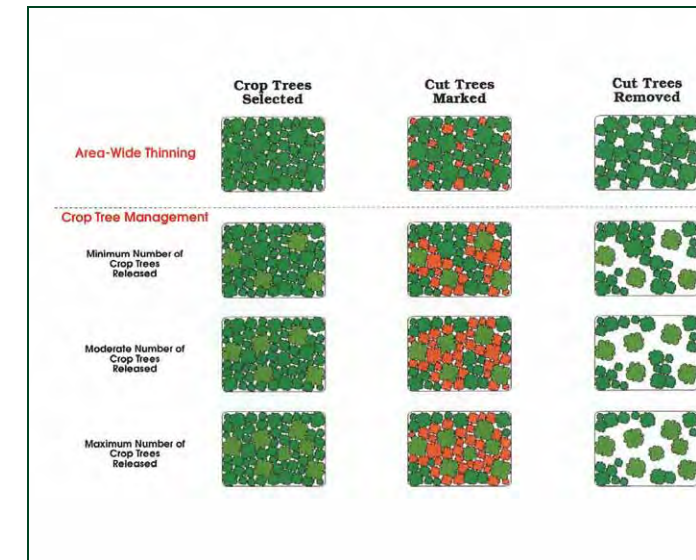 Crop Trees
Selected
Cut Trees
Marked
Cut Trees
Removed
Area-Wide Thinning
Crop Tree Management
Minimum Number of
Crop Trees
Released
Moderate Number of
Crop Trees
Released
Maximum Number of
Crop Trees
Released